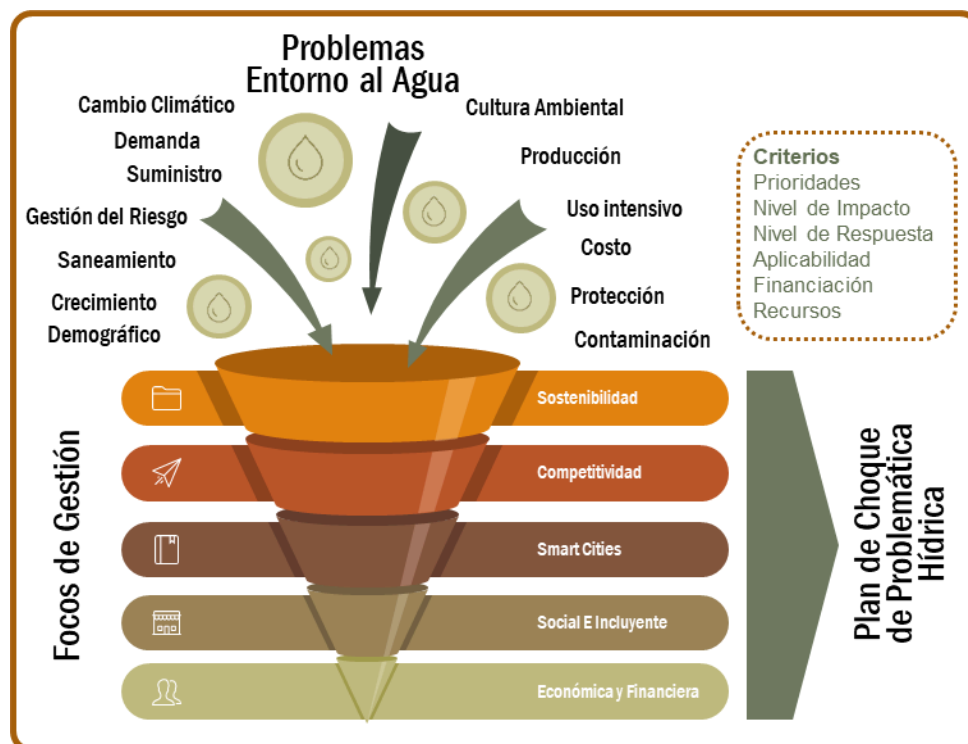 Problemas
Entorno al Agua
Cambio Climático
Demanda
Suministro
Gestión del Riesgo
Saneamiento
Crecimiento
Demográfico
Cultura Ambiental
Producción
Uso intensivo
Costo
Protección
Contaminación
Criterios
Prioridades
Nivel de Impacto
Nivel de Respuesta
Aplicabilidad
Financiación
Recursos
Focos de Gestión
Sostenibilidad
Competitividad
Smart Cities
Social E Incluyente
Económica y Financiera
Plan de Choque
de Problemática
Hídrica